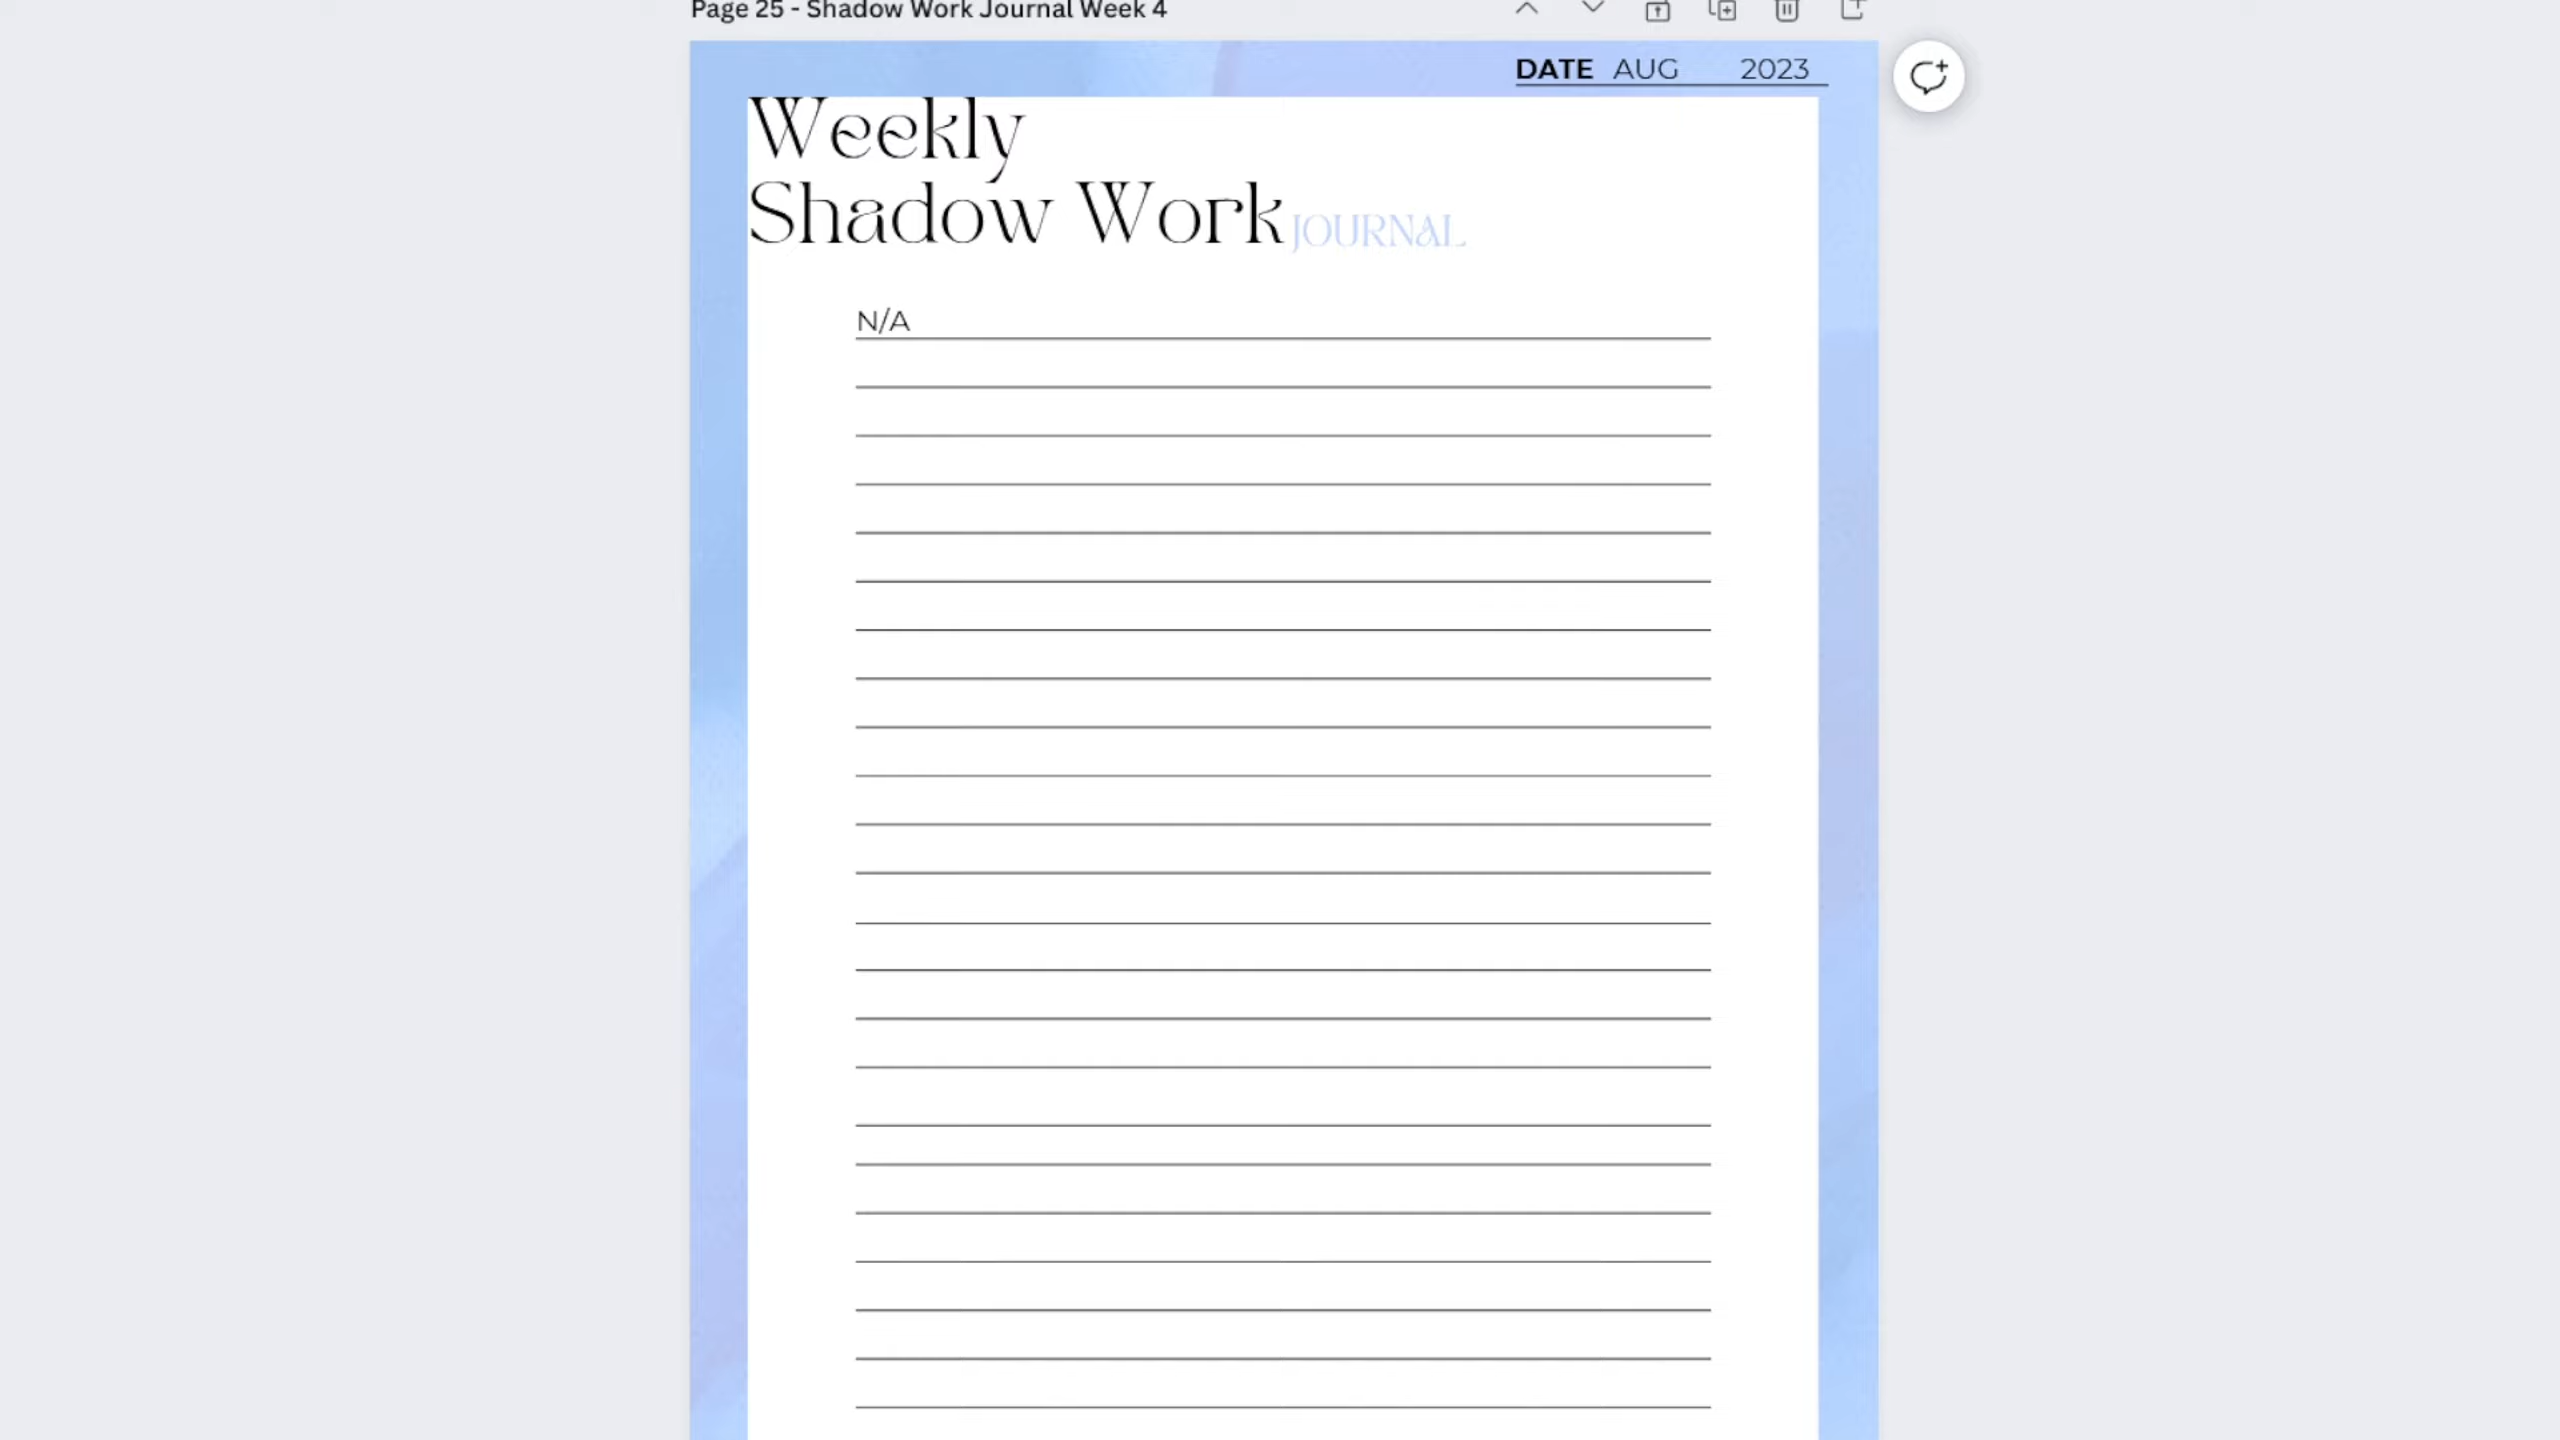 Page 25 - Shadow Work Journal Week 4
DATE AUG 2023
Weekly
Shadow Work JOURNAL
N/A